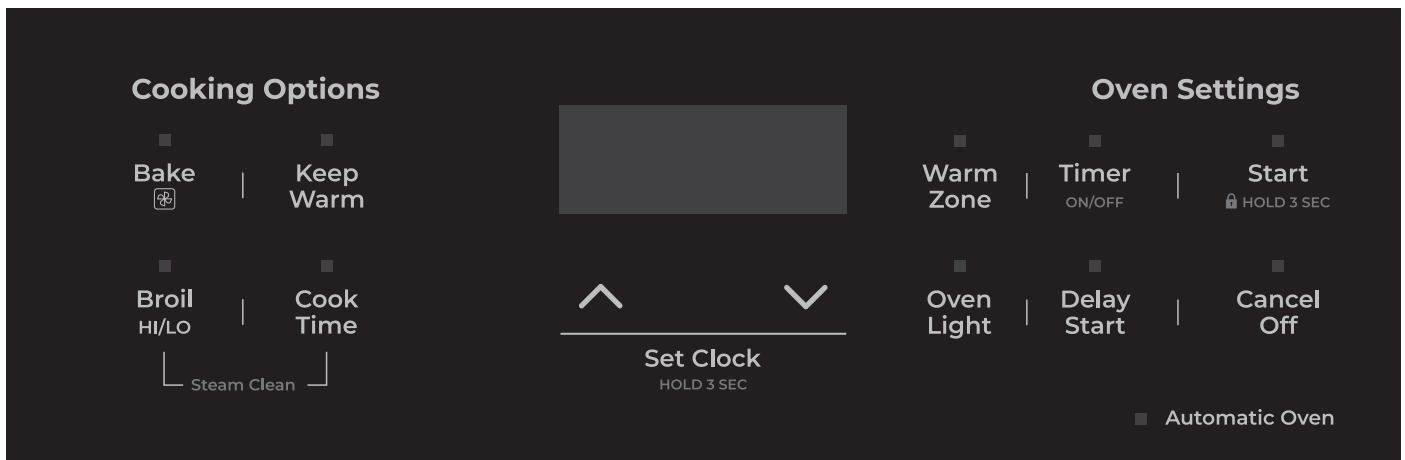 Cooking Options
Bake
Keep
Warm
Broil
HI/LO
Cook
Time
Steam Clean
Set Clock
HOLD 3 SEC
Oven Settings
Warm
Zone
Timer
ON/OFF
Start
HOLD 3 SEC
Oven
Light
Delay
Start
Cancel
Off
Automatic Oven